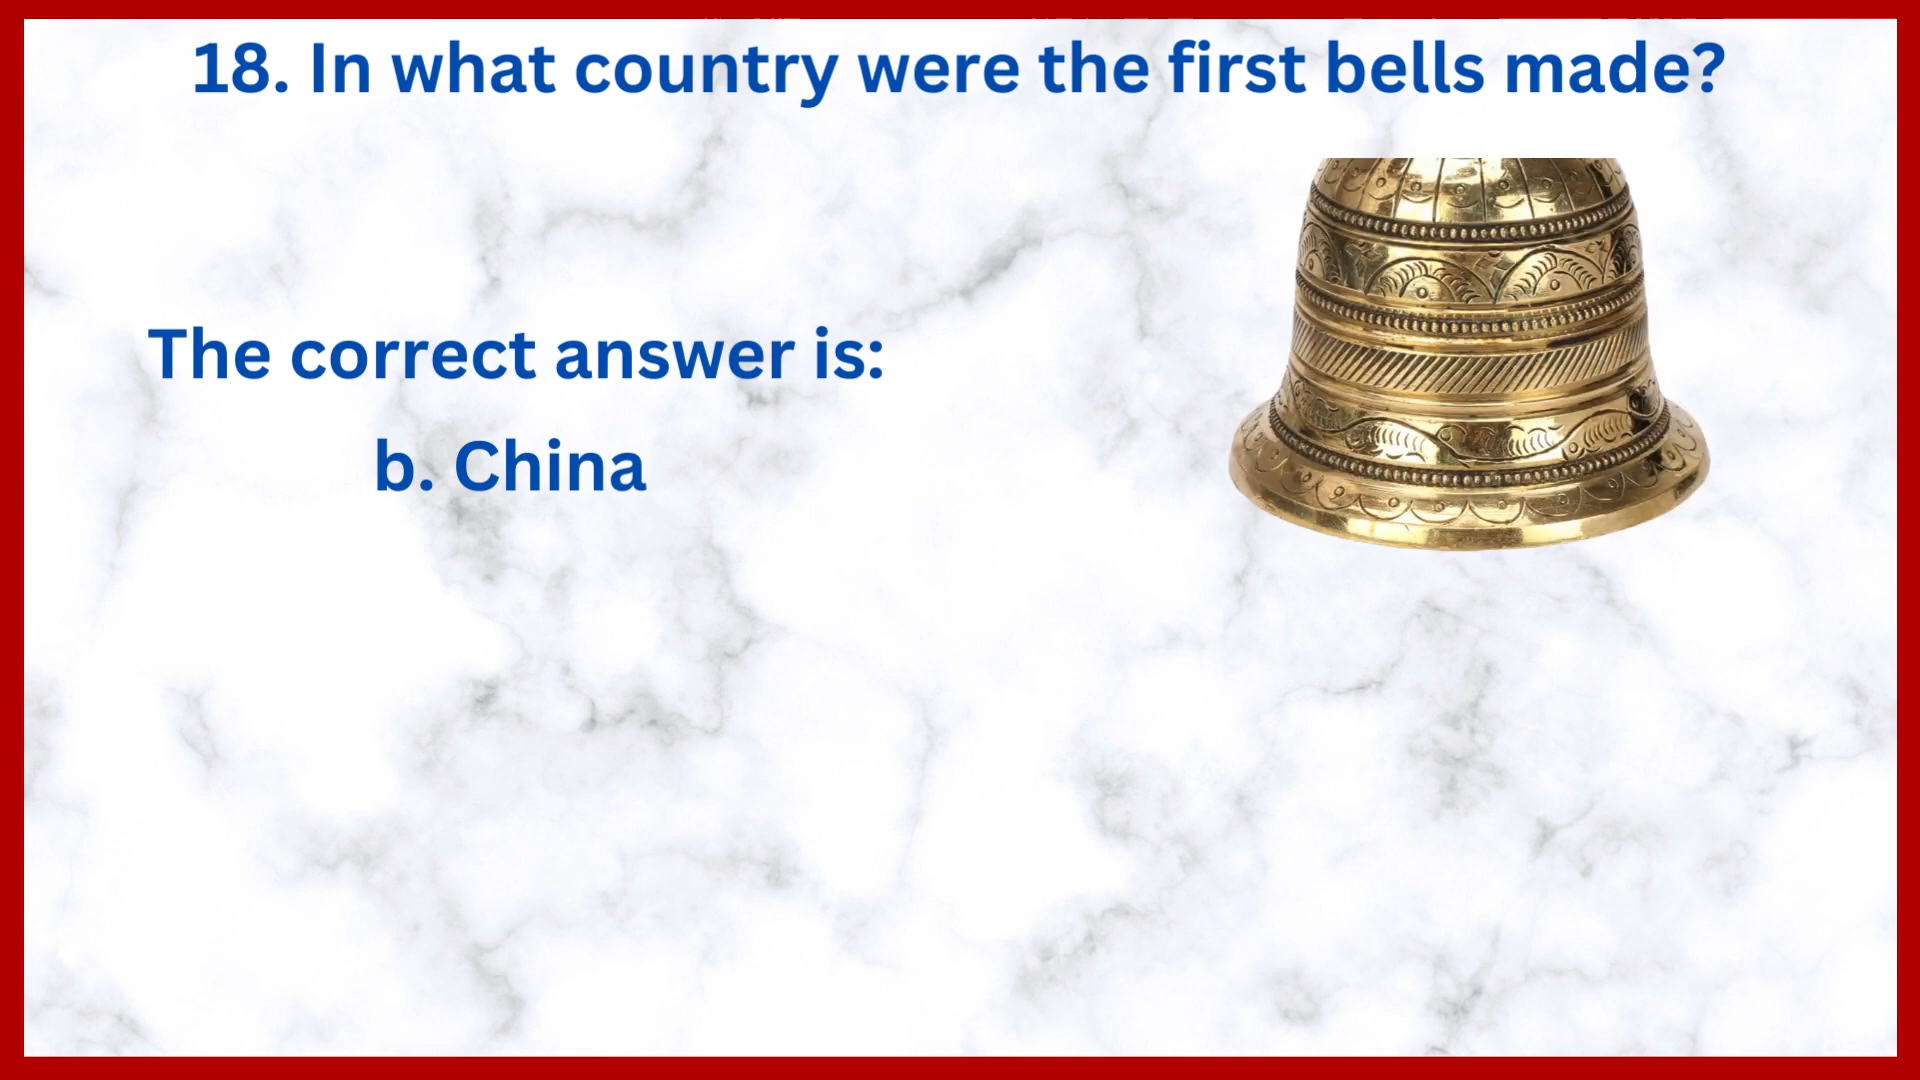 18. In what country were the first bells made?
The correct answer is:
b. China